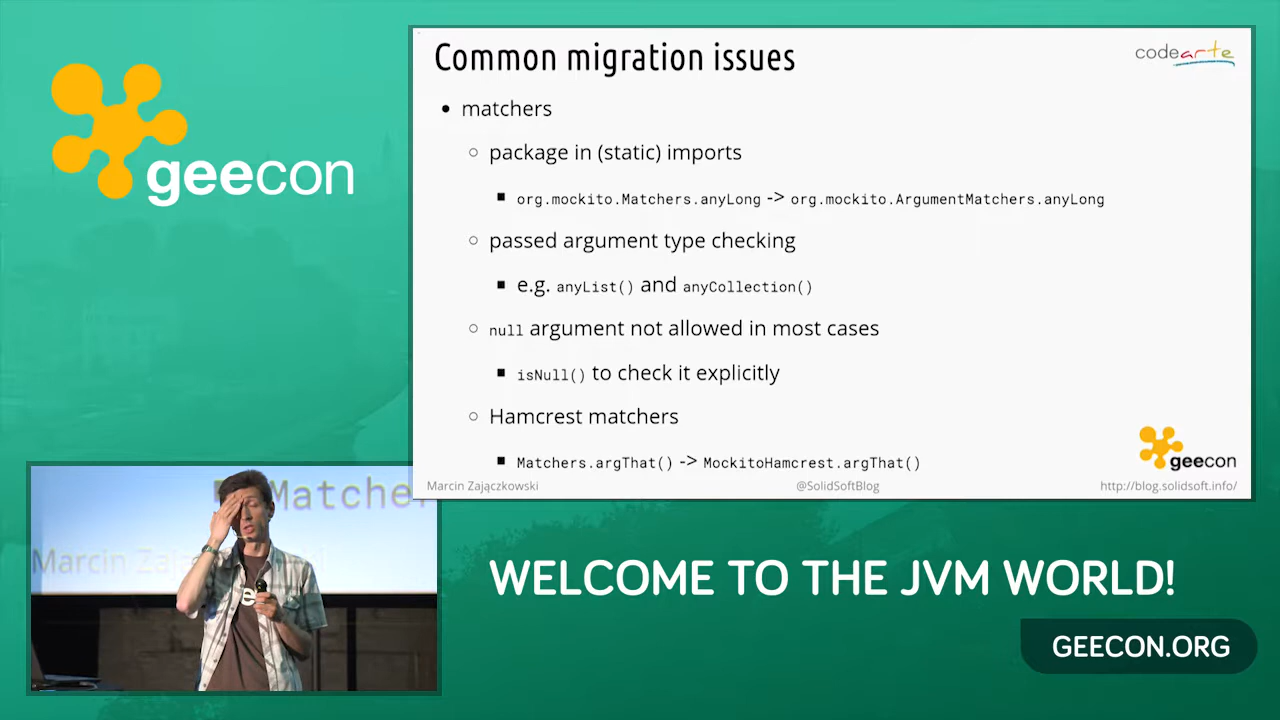 geecon
Common migration issues
codearte
• matchers
○ package in (static) imports
■ org.mockito.Matchers.anyLong -> org.mockito.ArgumentMatchers.anyLong
○ passed argument type checking
■ e.g. anyList() and anyCollection()
○ null argument not allowed in most cases
■ isNull() to check it explicitly
○ Hamcrest matchers
■ Matchers.argThat() -> MockitoHamcrest.argThat()
geecon
Marcin Zajączkowski
@SolidSoftBlog
http://blog.solidsoft.info/
Matche
Marcin
WELCOME TO THE JVM WORLD!
GEECON.ORG